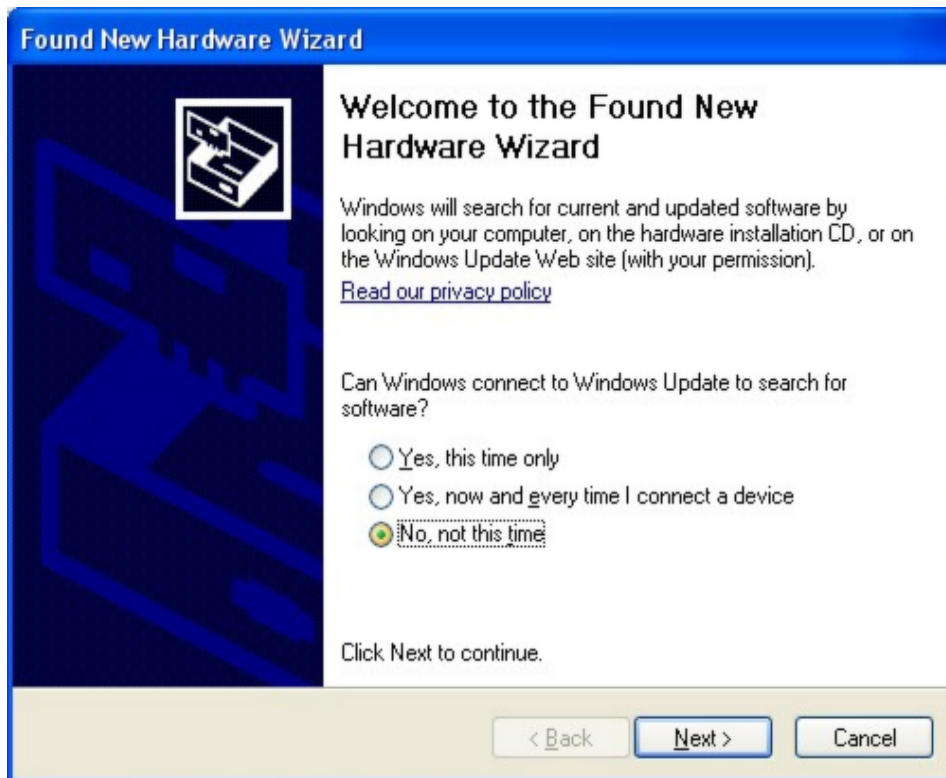 Found New Hardware Wizard
Welcome to the Found New
Hardware Wizard
Windows will search for current and updated software by
looking on your computer, on the hardware installation CD, or on
the Windows Update Web site (with your permission).
Read our privacy policy
Can Windows connect to Windows Update to search for
software?
Yes, this time only
Yes, now and every time I connect a device
No, not this time
Click Next to continue.
< Back
Next >
Cancel